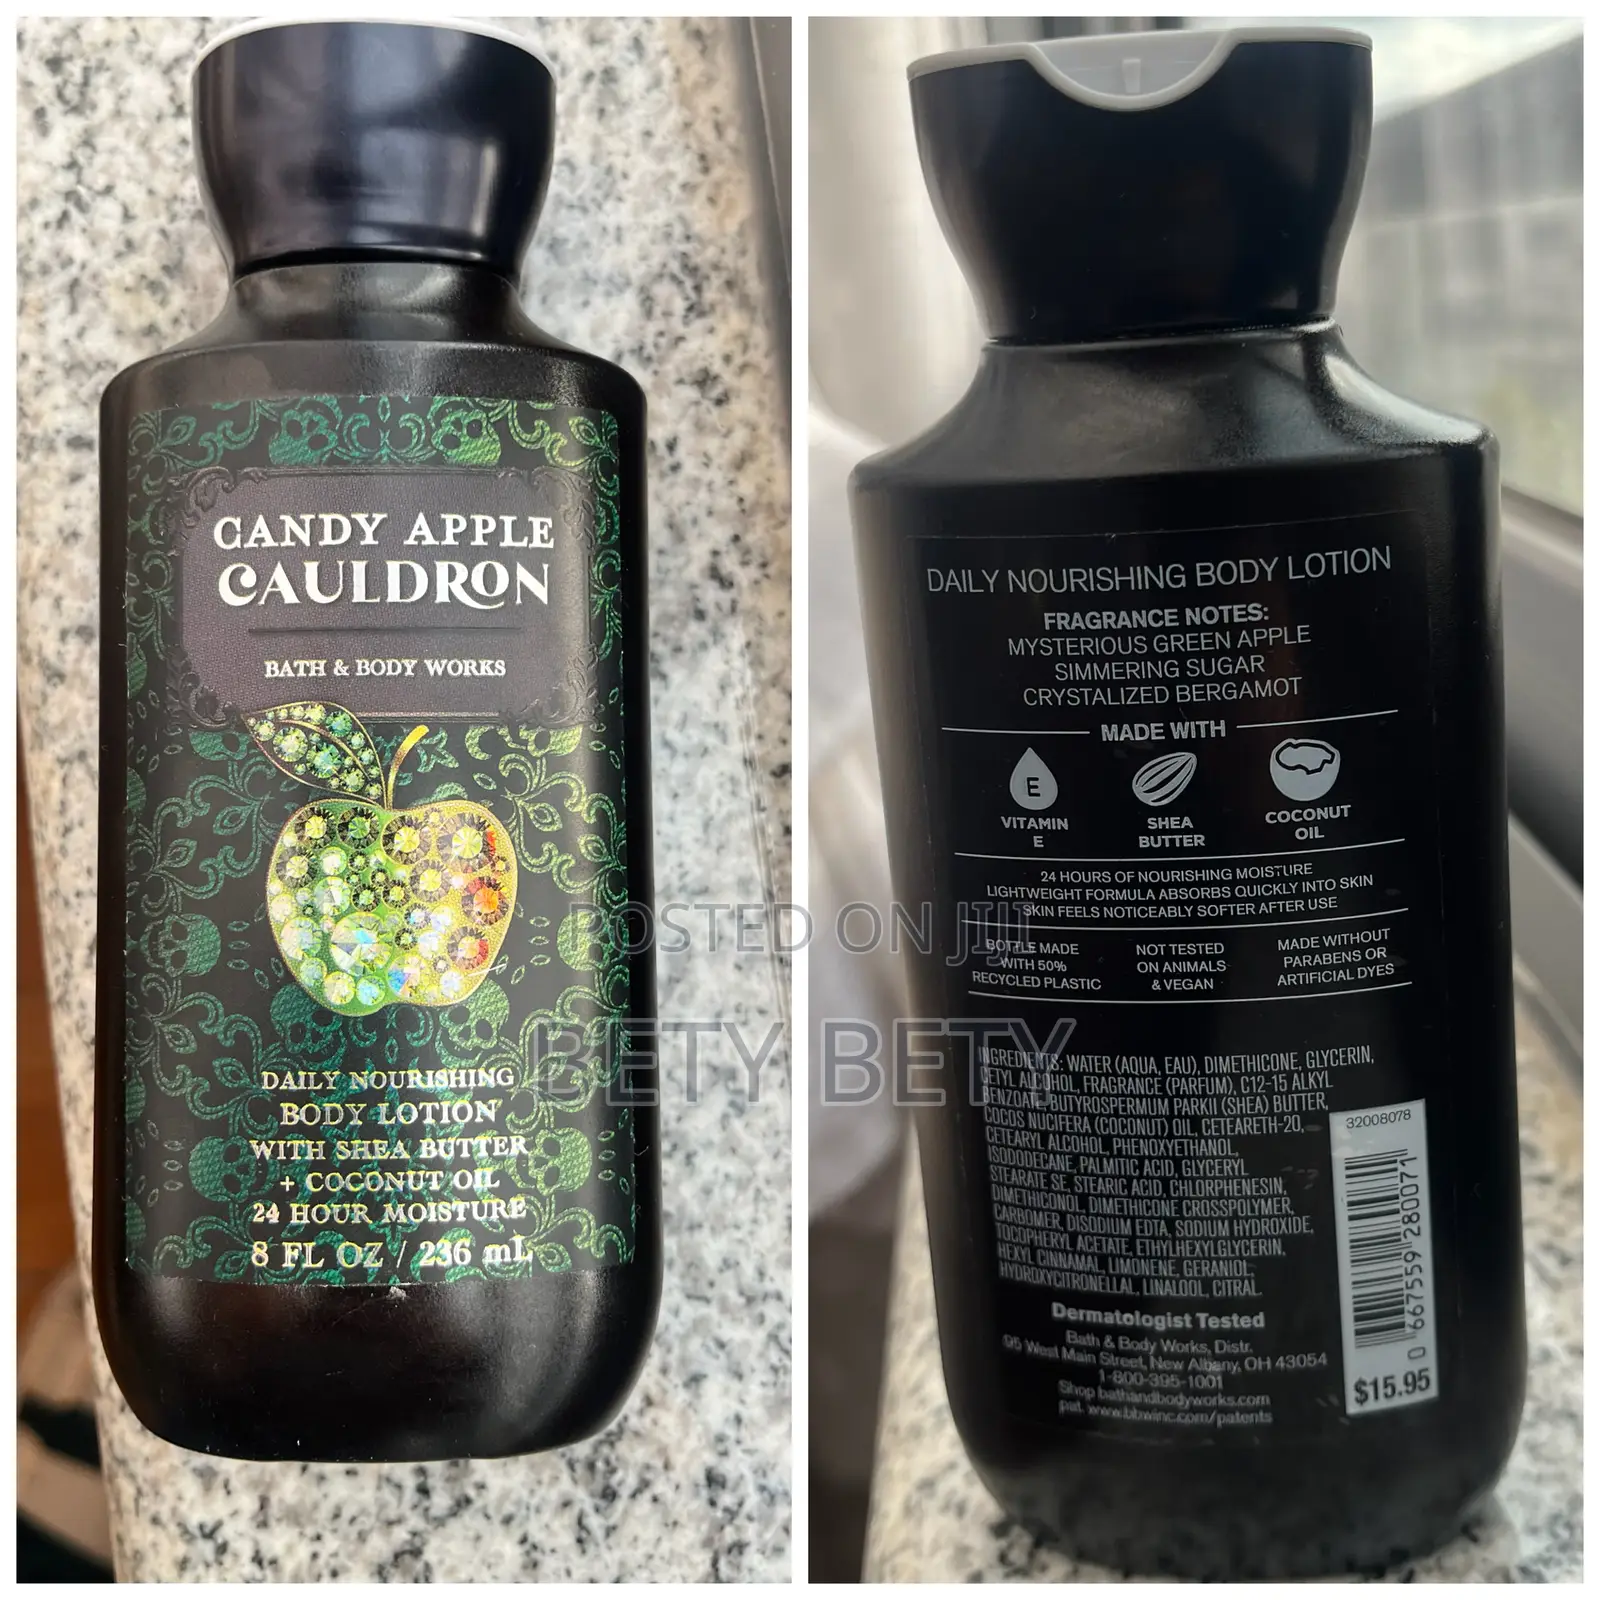 CANDY APPLE
CAULDRON
BATH & BODY WORKS
DAILY NOURISHING
BODY LOTION
WITH SHEA BUTTER
+ COCONUT OIL
24 HOUR MOISTURE
8 FL OZ / 236 mL
DAILY NOURISHING BODY LOTION
FRAGRANCE NOTES:
MYSTERIOUS GREEN APPLE
SIMMERING SUGAR
CRYSTALIZED BERGAMOT
MADE WITH
E
VITAMIN
E
SHEA
BUTTER
COCONUT
OIL
24 HOURS OF NOURISHING MOISTURE
LIGHTWEIGHT FORMULA ABSORBS QUICKLY INTO SKIN
SKIN FEELS NOTICEABLY SOFTER AFTER USE
BOTTLE MADE
WITH 50%
RECYCLED PLASTIC
NOT TESTED
ON ANIMALS
& VEGAN
MADE WITHOUT
PARABENS OR
ARTIFICIAL DYES
INGREDIENTS: WATER (AQUA, EAU), DIMETHICONE, GLYCERIN,
CETYL ALCOHOL, FRAGRANCE (PARFUM), C12-15 ALKYL
BENZOATE, BUTYROSPERMUM PARKII (SHEA) BUTTER,
COCOS NUCIFERA (COCONUT) OIL, CETEARETH-20,
CETEARYL ALCOHOL, PHENOXYETHANOL,
ISODODECANE, PALMITIC ACID, GLYCERYL
STEARATE SE, STEARIC ACID, CHLORPHENESIN,
DIMETHICONOL, DIMETHICONE CROSSPOLYMER,
CARBOMER, DISODIUM EDTA, SODIUM HYDROXIDE,
TOCOPHERYL ACETATE, ETHYLHEXYLGLYCERIN,
HEXYL CINNAMAL, LIMONENE, GERANIOL,
HYDROXYCITRONELLAL, LINALOOL, CITRAL.
Dermatologist Tested
Bath & Body Works, Distr.
95 West Main Street, New Albany, OH 43054
1-800-395-1001
Shop bathandbodyworks.com
pat. www.bbwinc.com/patents
32008078
0 667559 280071
$15.95
POSTED ON JIJI
BETY BETY